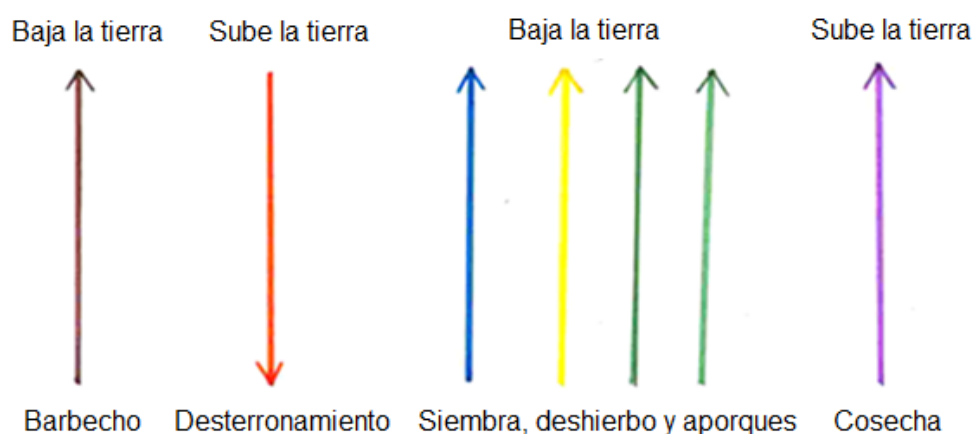 Baja la tierra
Sube la tierra
Baja la tierra
Sube la tierra
Barbecho
Desterronamiento
Siembra, deshierbo y aporques
Cosecha